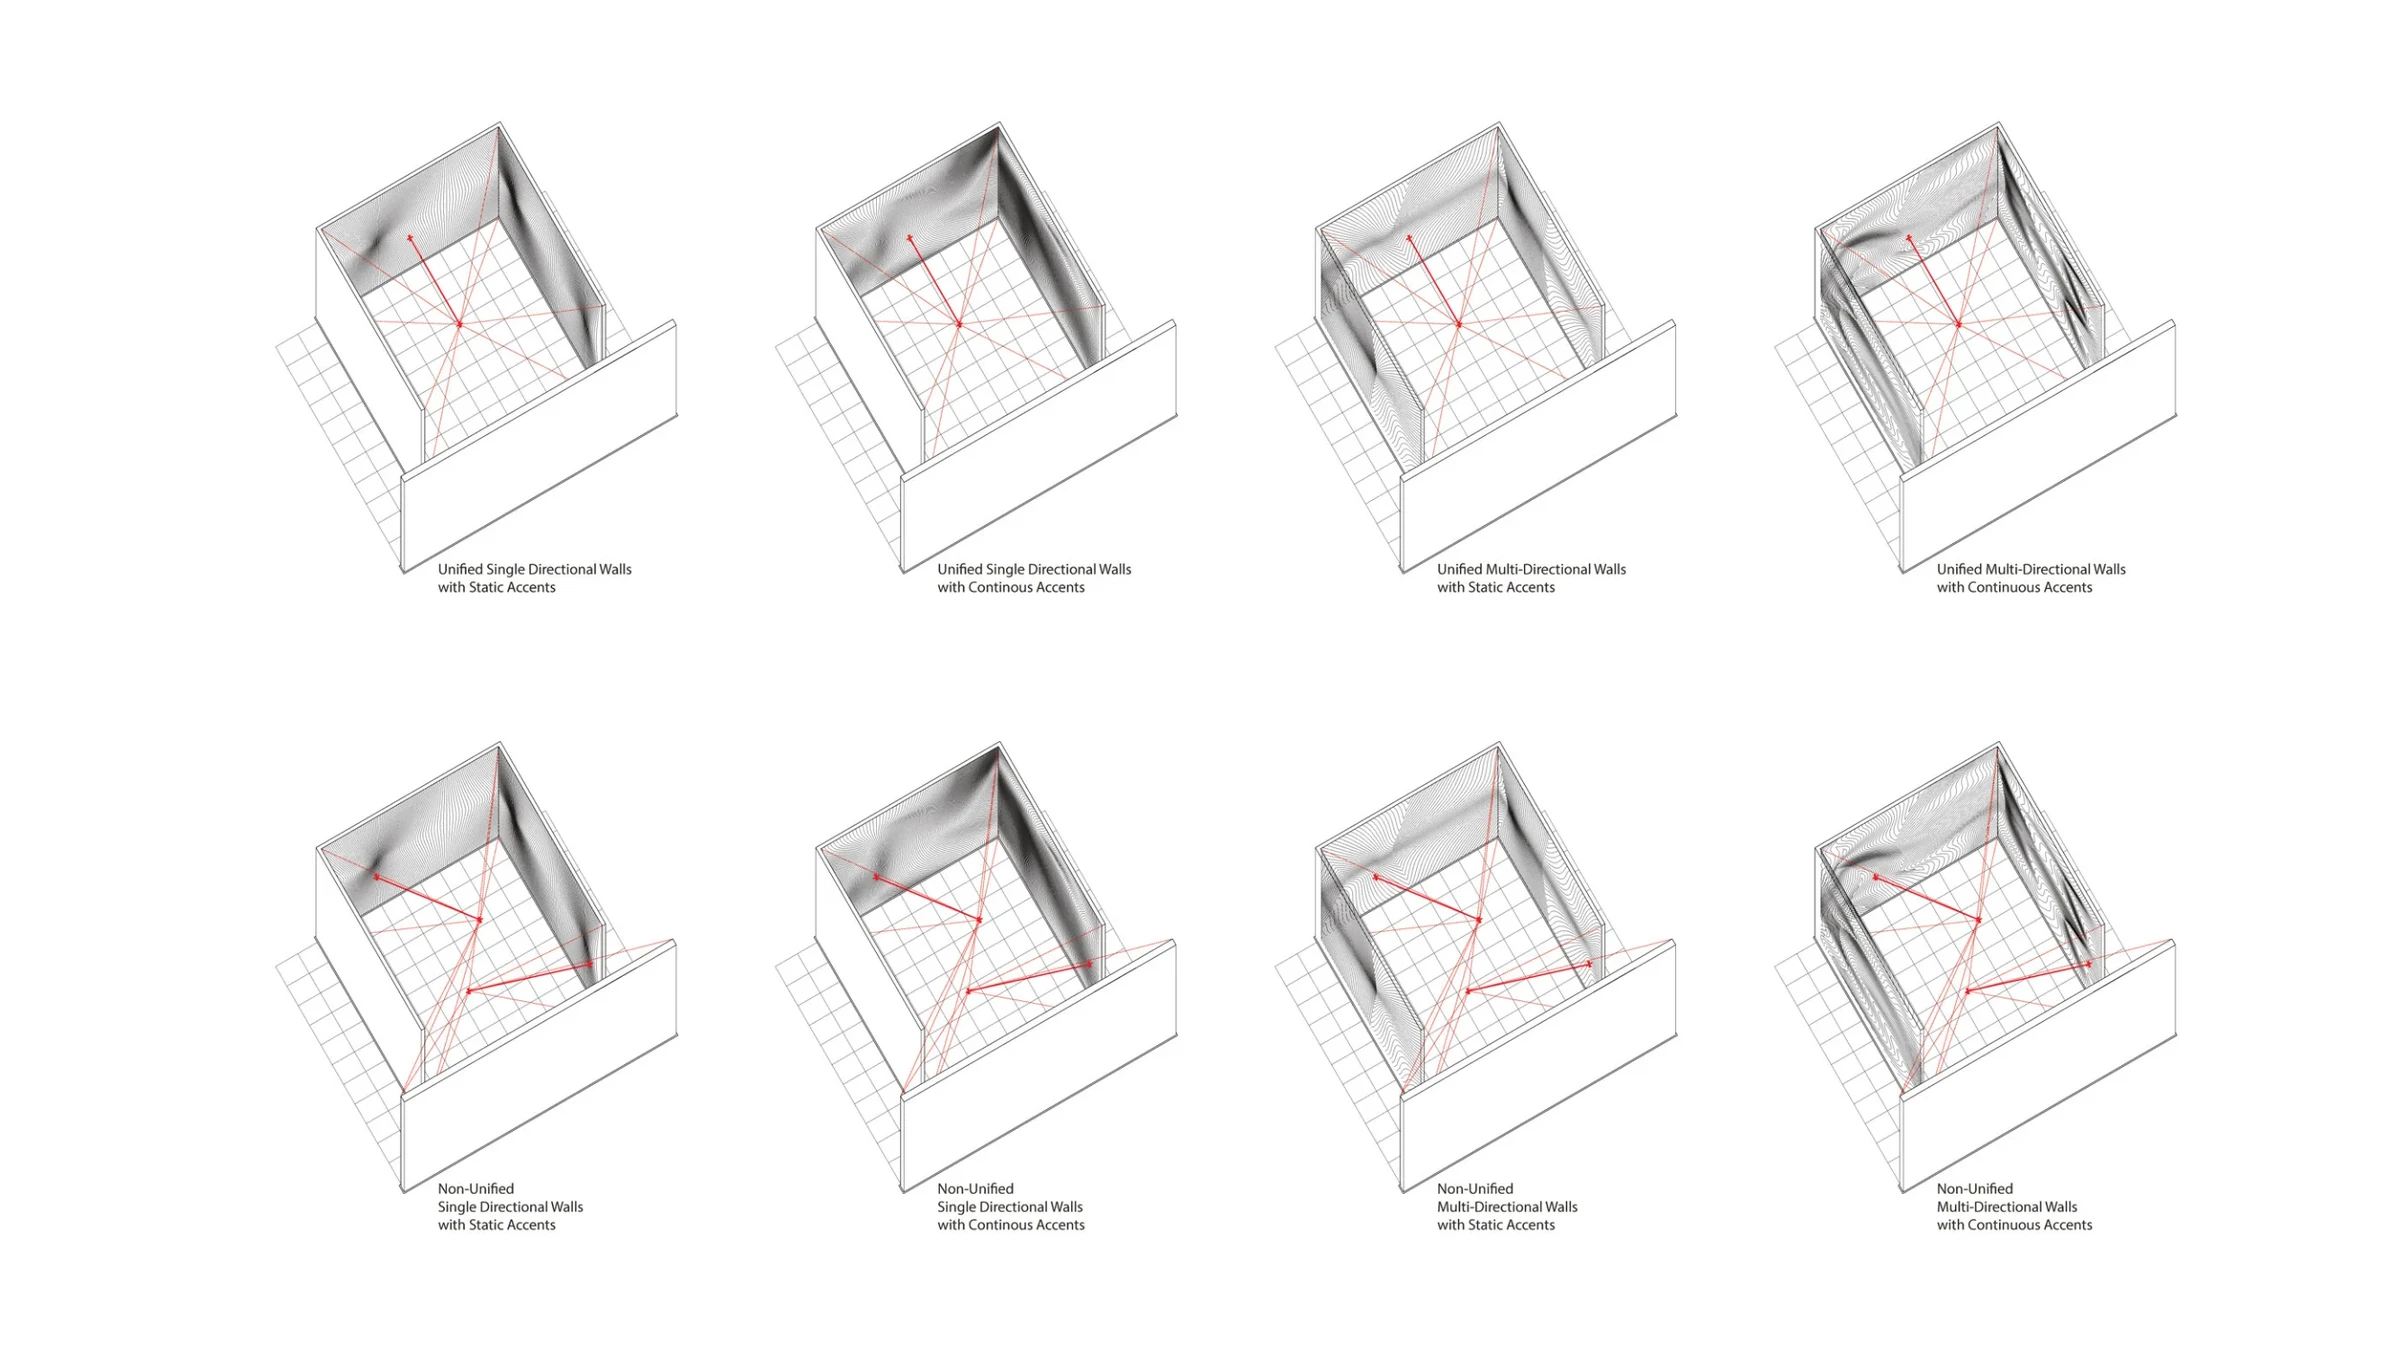 Unified Single Directional Walls
with Static Accents
Unified Single Directional Walls
with Continous Accents
Unified Multi-Directional Walls
with Static Accents
Unified Multi-Directional Walls
with Continuous Accents
Non-Unified
Single Directional Walls
with Static Accents
Non-Unified
Single Directional Walls
with Continous Accents
Non-Unified
Multi-Directional Walls
with Static Accents
Non-Unified
Multi-Directional Walls
with Continuous Accents